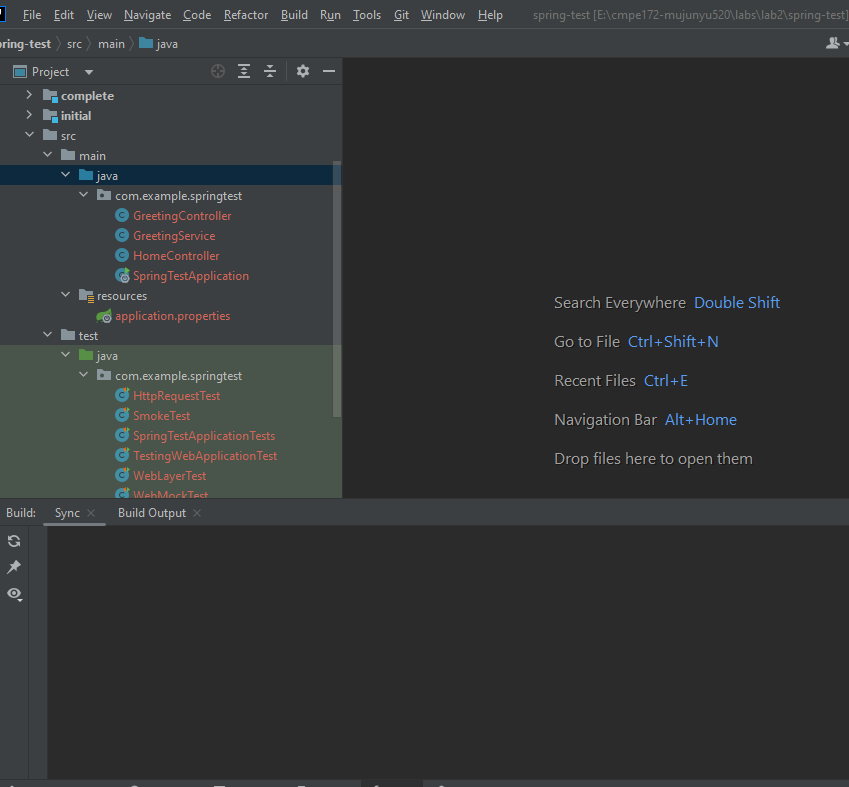 File Edit View Navigate Code Refactor Build Run Tools Git Window Help spring-test [E:\cmpe172-mujunyu520\labs\lab2\spring-test]
ring-test src main java
Project
complete
initial
src
main
java
com.example.springtest
GreetingController
GreetingService
HomeController
SpringTestApplication
resources
application.properties
test
java
com.example.springtest
HttpRequestTest
SmokeTest
SpringTestApplicationTests
TestingWebApplicationTest
WebLayerTest
WebMockTest
Search Everywhere Double Shift
Go to File Ctrl+Shift+N
Recent Files Ctrl+E
Navigation Bar Alt+Home
Drop files here to open them
Build: Sync Build Output